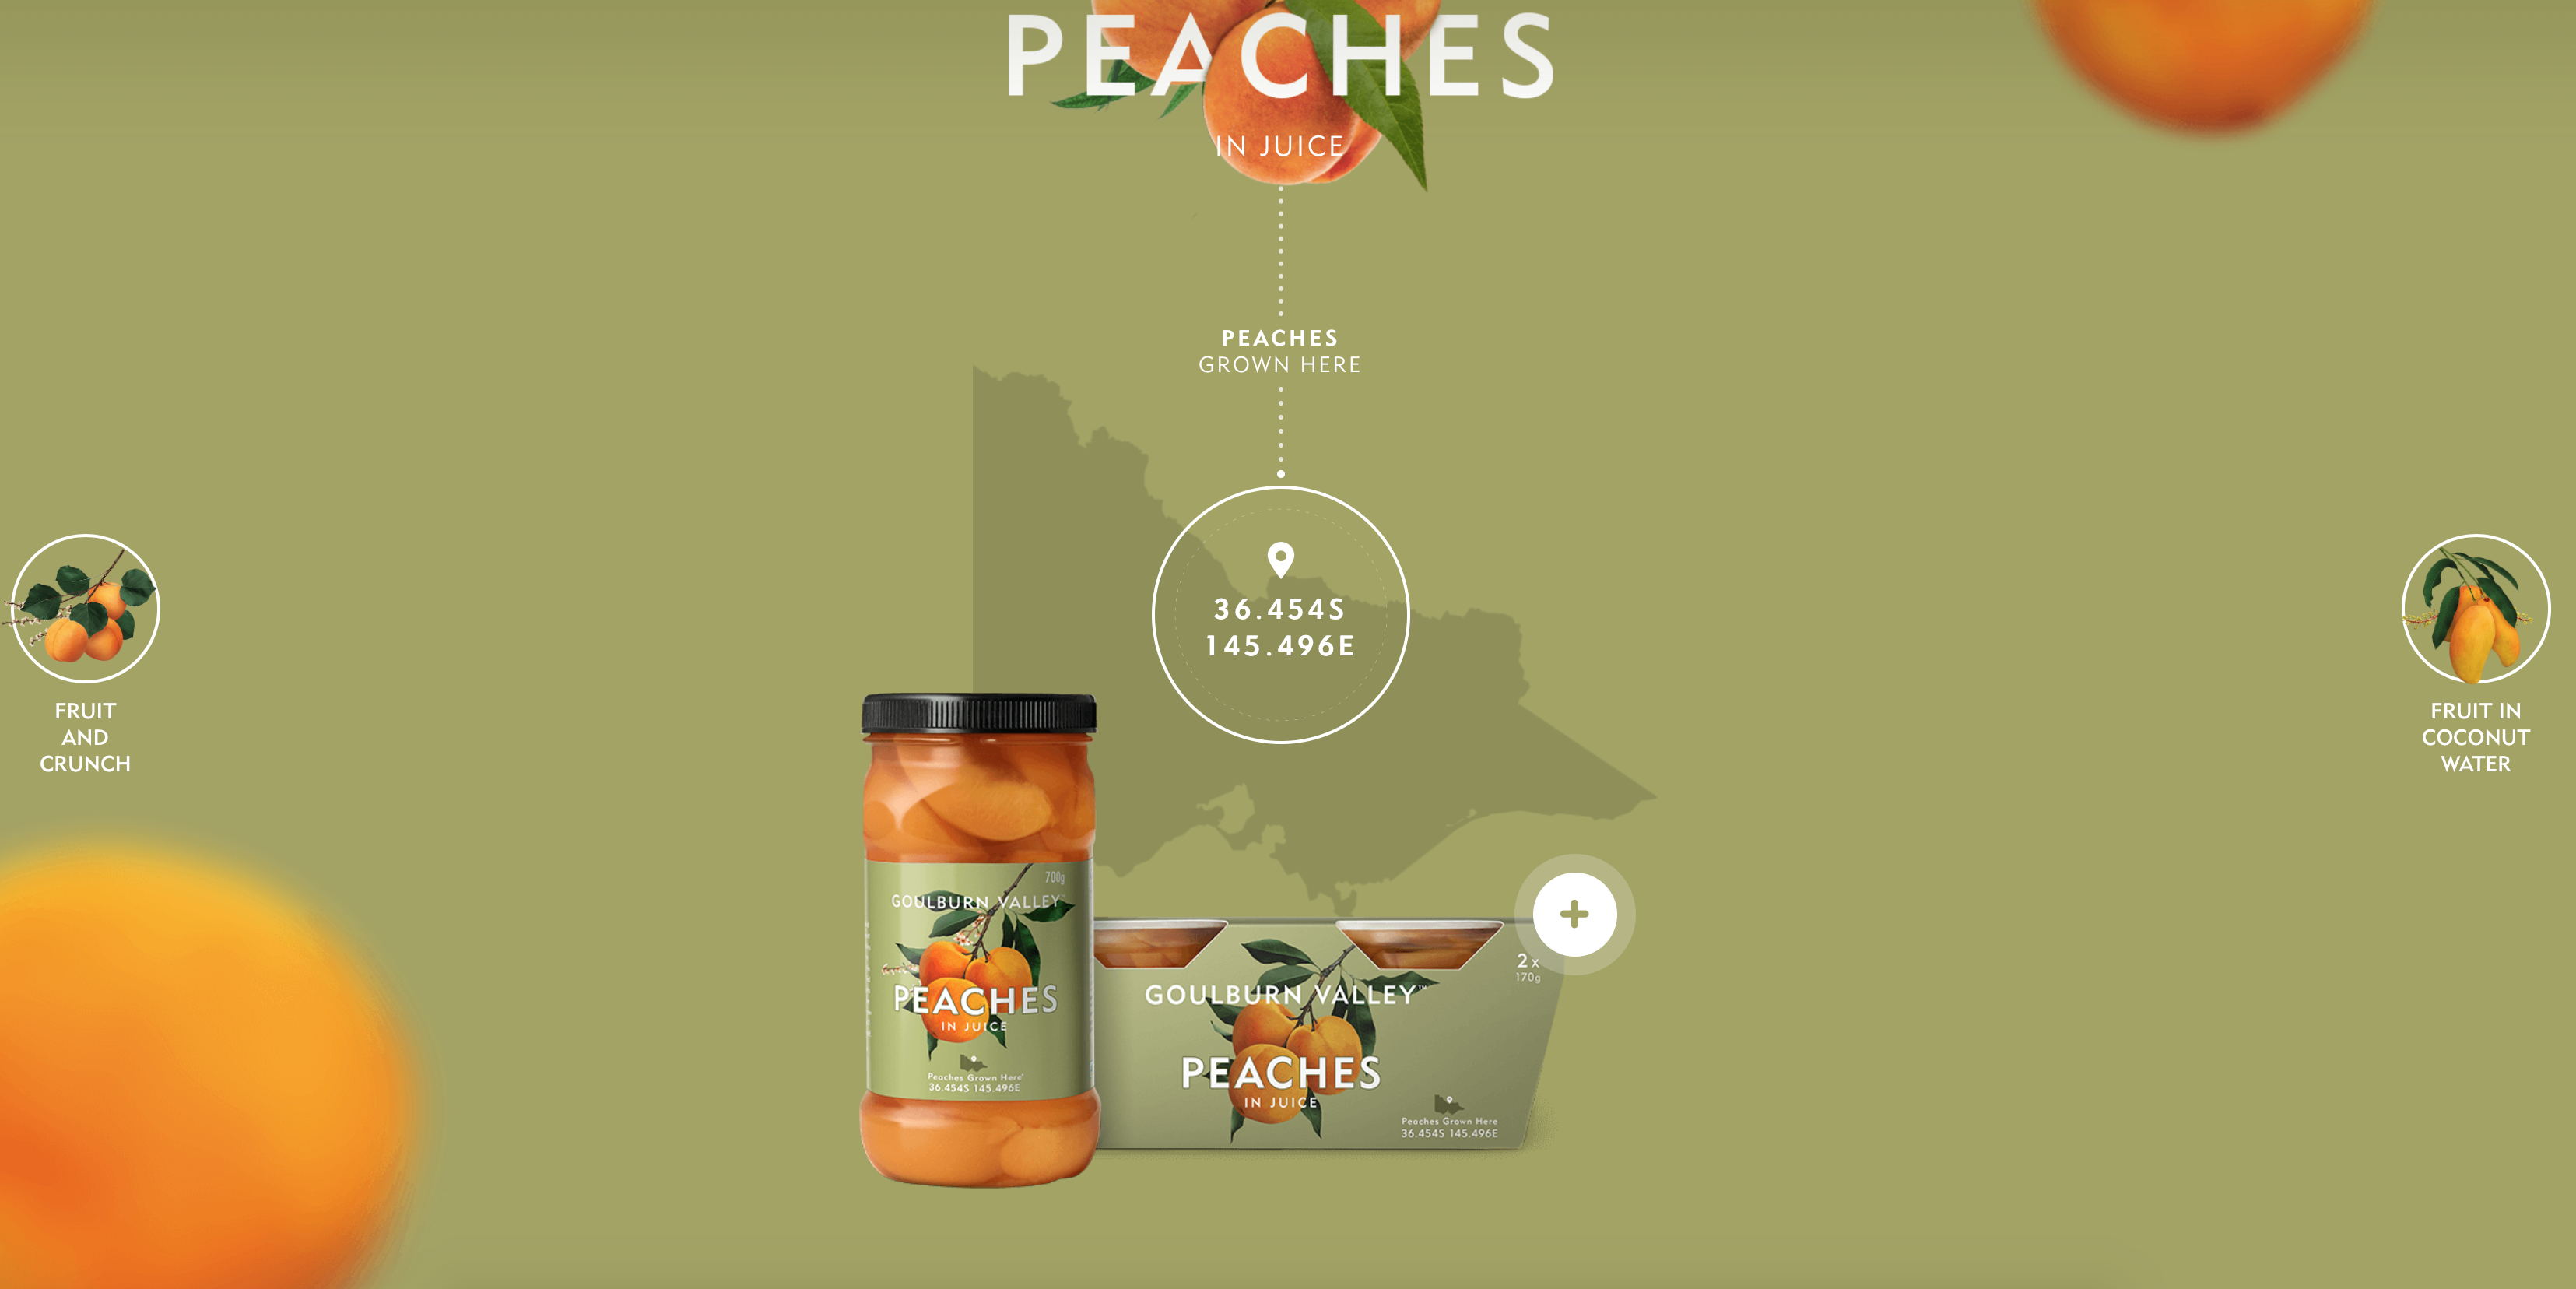 PEACHES
IN JUICE
PEACHES
GROWN HERE
36.454S
145.496E
FRUIT
AND
CRUNCH
FRUIT IN
COCONUT
WATER
700g
GOULBURN VALLEY
PEACHES
IN JUICE
Peaches Grown Here
36.454S 145.496E
2x
170g
GOULBURN VALLEY™
PEACHES
IN JUICE
Peaches Grown Here
36.454S 145.496E